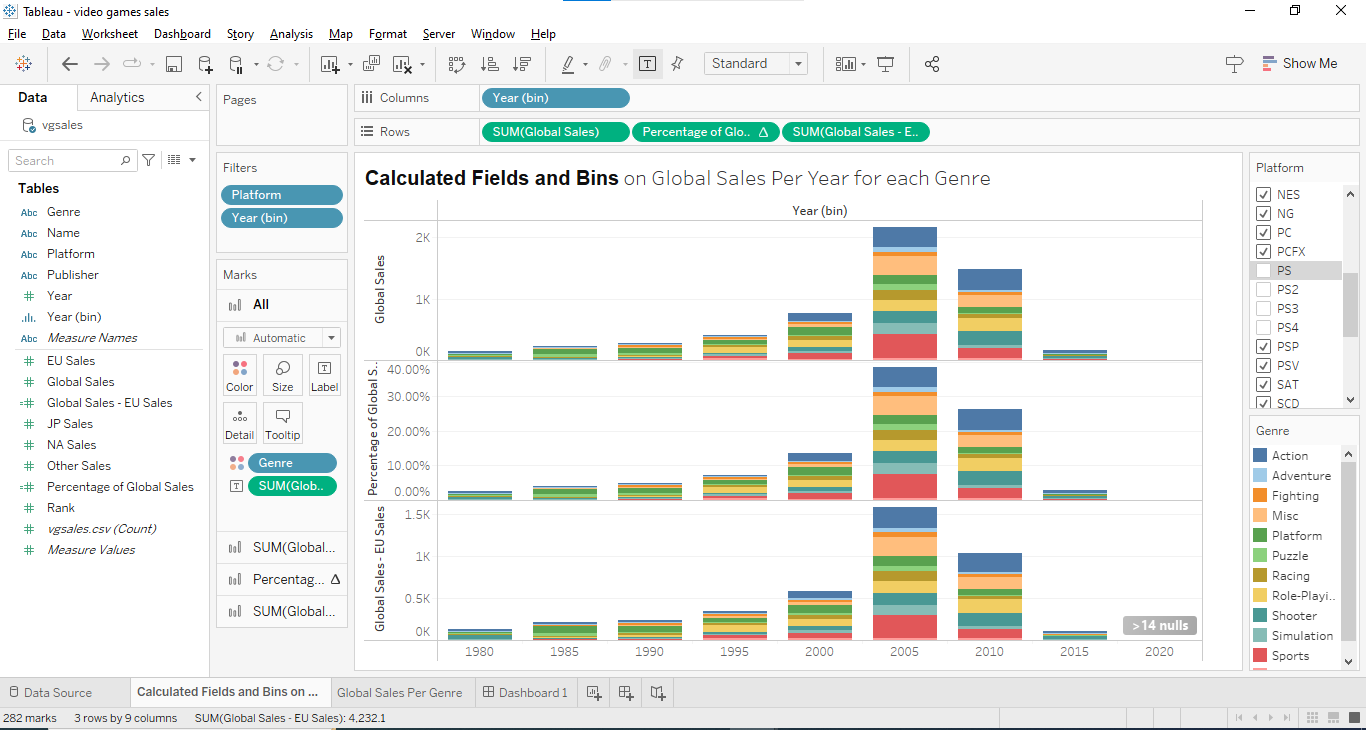 Tableau - video games sales
File Data Worksheet Dashboard Story Analysis Map Format Server Window Help
Standard
Show Me
Data Analytics
vgsales
Search
Tables
Abc Genre
Abc Name
Abc Platform
Abc Publisher
Year
Year (bin)
Abc Measure Names
EU Sales
Global Sales
Global Sales - EU Sales
JP Sales
NA Sales
Other Sales
Percentage of Global Sales
Rank
vgsales.csv (Count)
Measure Values
Pages
Filters
Platform
Year (bin)
Marks
All
Automatic
Color Size Label
Detail Tooltip
Genre
SUM(Glob..
SUM(Global...
Percentag... Δ
SUM(Global...
Columns Year (bin)
Rows SUM(Global Sales) Percentage of Glo.. Δ SUM(Global Sales - E..
Calculated Fields and Bins on Global Sales Per Year for each Genre
Year (bin)
Global Sales
2K
1K
0K
Percentage of Global S..
40.00%
30.00%
20.00%
10.00%
0.00%
Global Sales - EU Sales
1.5K
1K
0.5K
0K
>14 nulls
1980 1985 1990 1995 2000 2005 2010 2015 2020
Platform
NES
NG
PC
PCFX
PS
PS2
PS3
PS4
PSP
PSV
SAT
SCD
Genre
Action
Adventure
Fighting
Misc
Platform
Puzzle
Racing
Role-Playi..
Shooter
Simulation
Sports
Data Source Calculated Fields and Bins on ... Global Sales Per Genre Dashboard 1
282 marks 3 rows by 9 columns SUM(Global Sales - EU Sales): 4,232.1